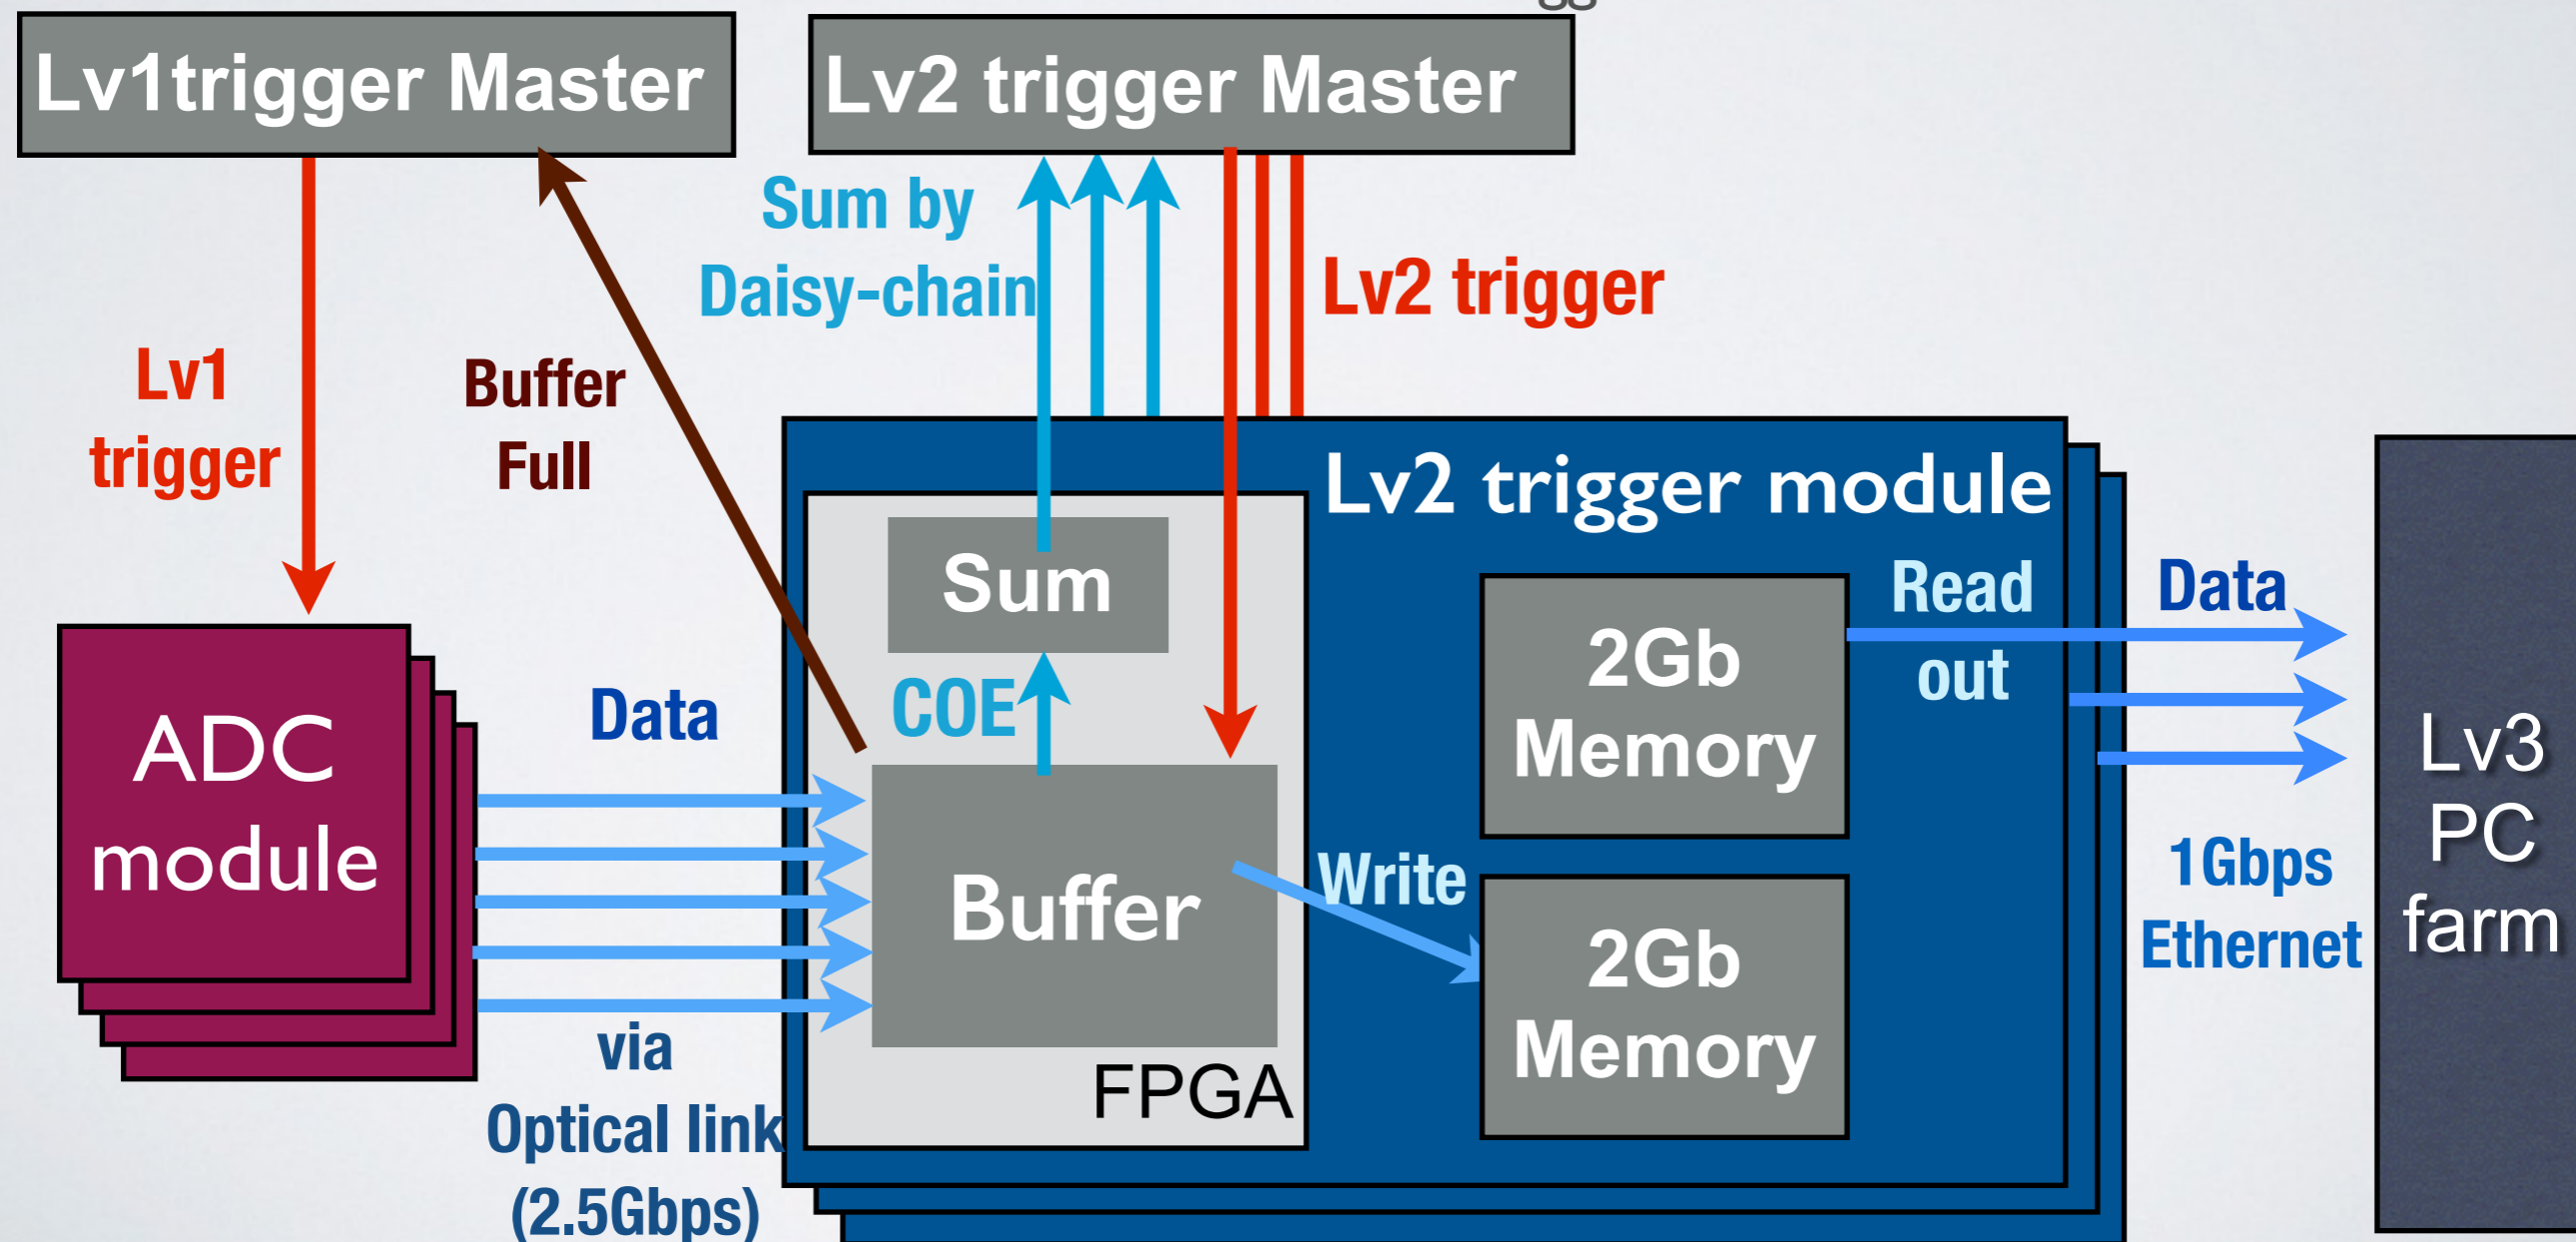 Lv1trigger Master
Lv2 trigger Master
Sum by
Daisy-chain
Lv2 trigger
Lv1
trigger
Buffer
Full
Lv2 trigger module
Sum
COE
Read
out
Data
2Gb
Memory
ADC
module
Data
Buffer
Write
2Gb
Memory
FPGA
via
Optical link
(2.5Gbps)
1Gbps
Ethernet
Lv3
PC
farm